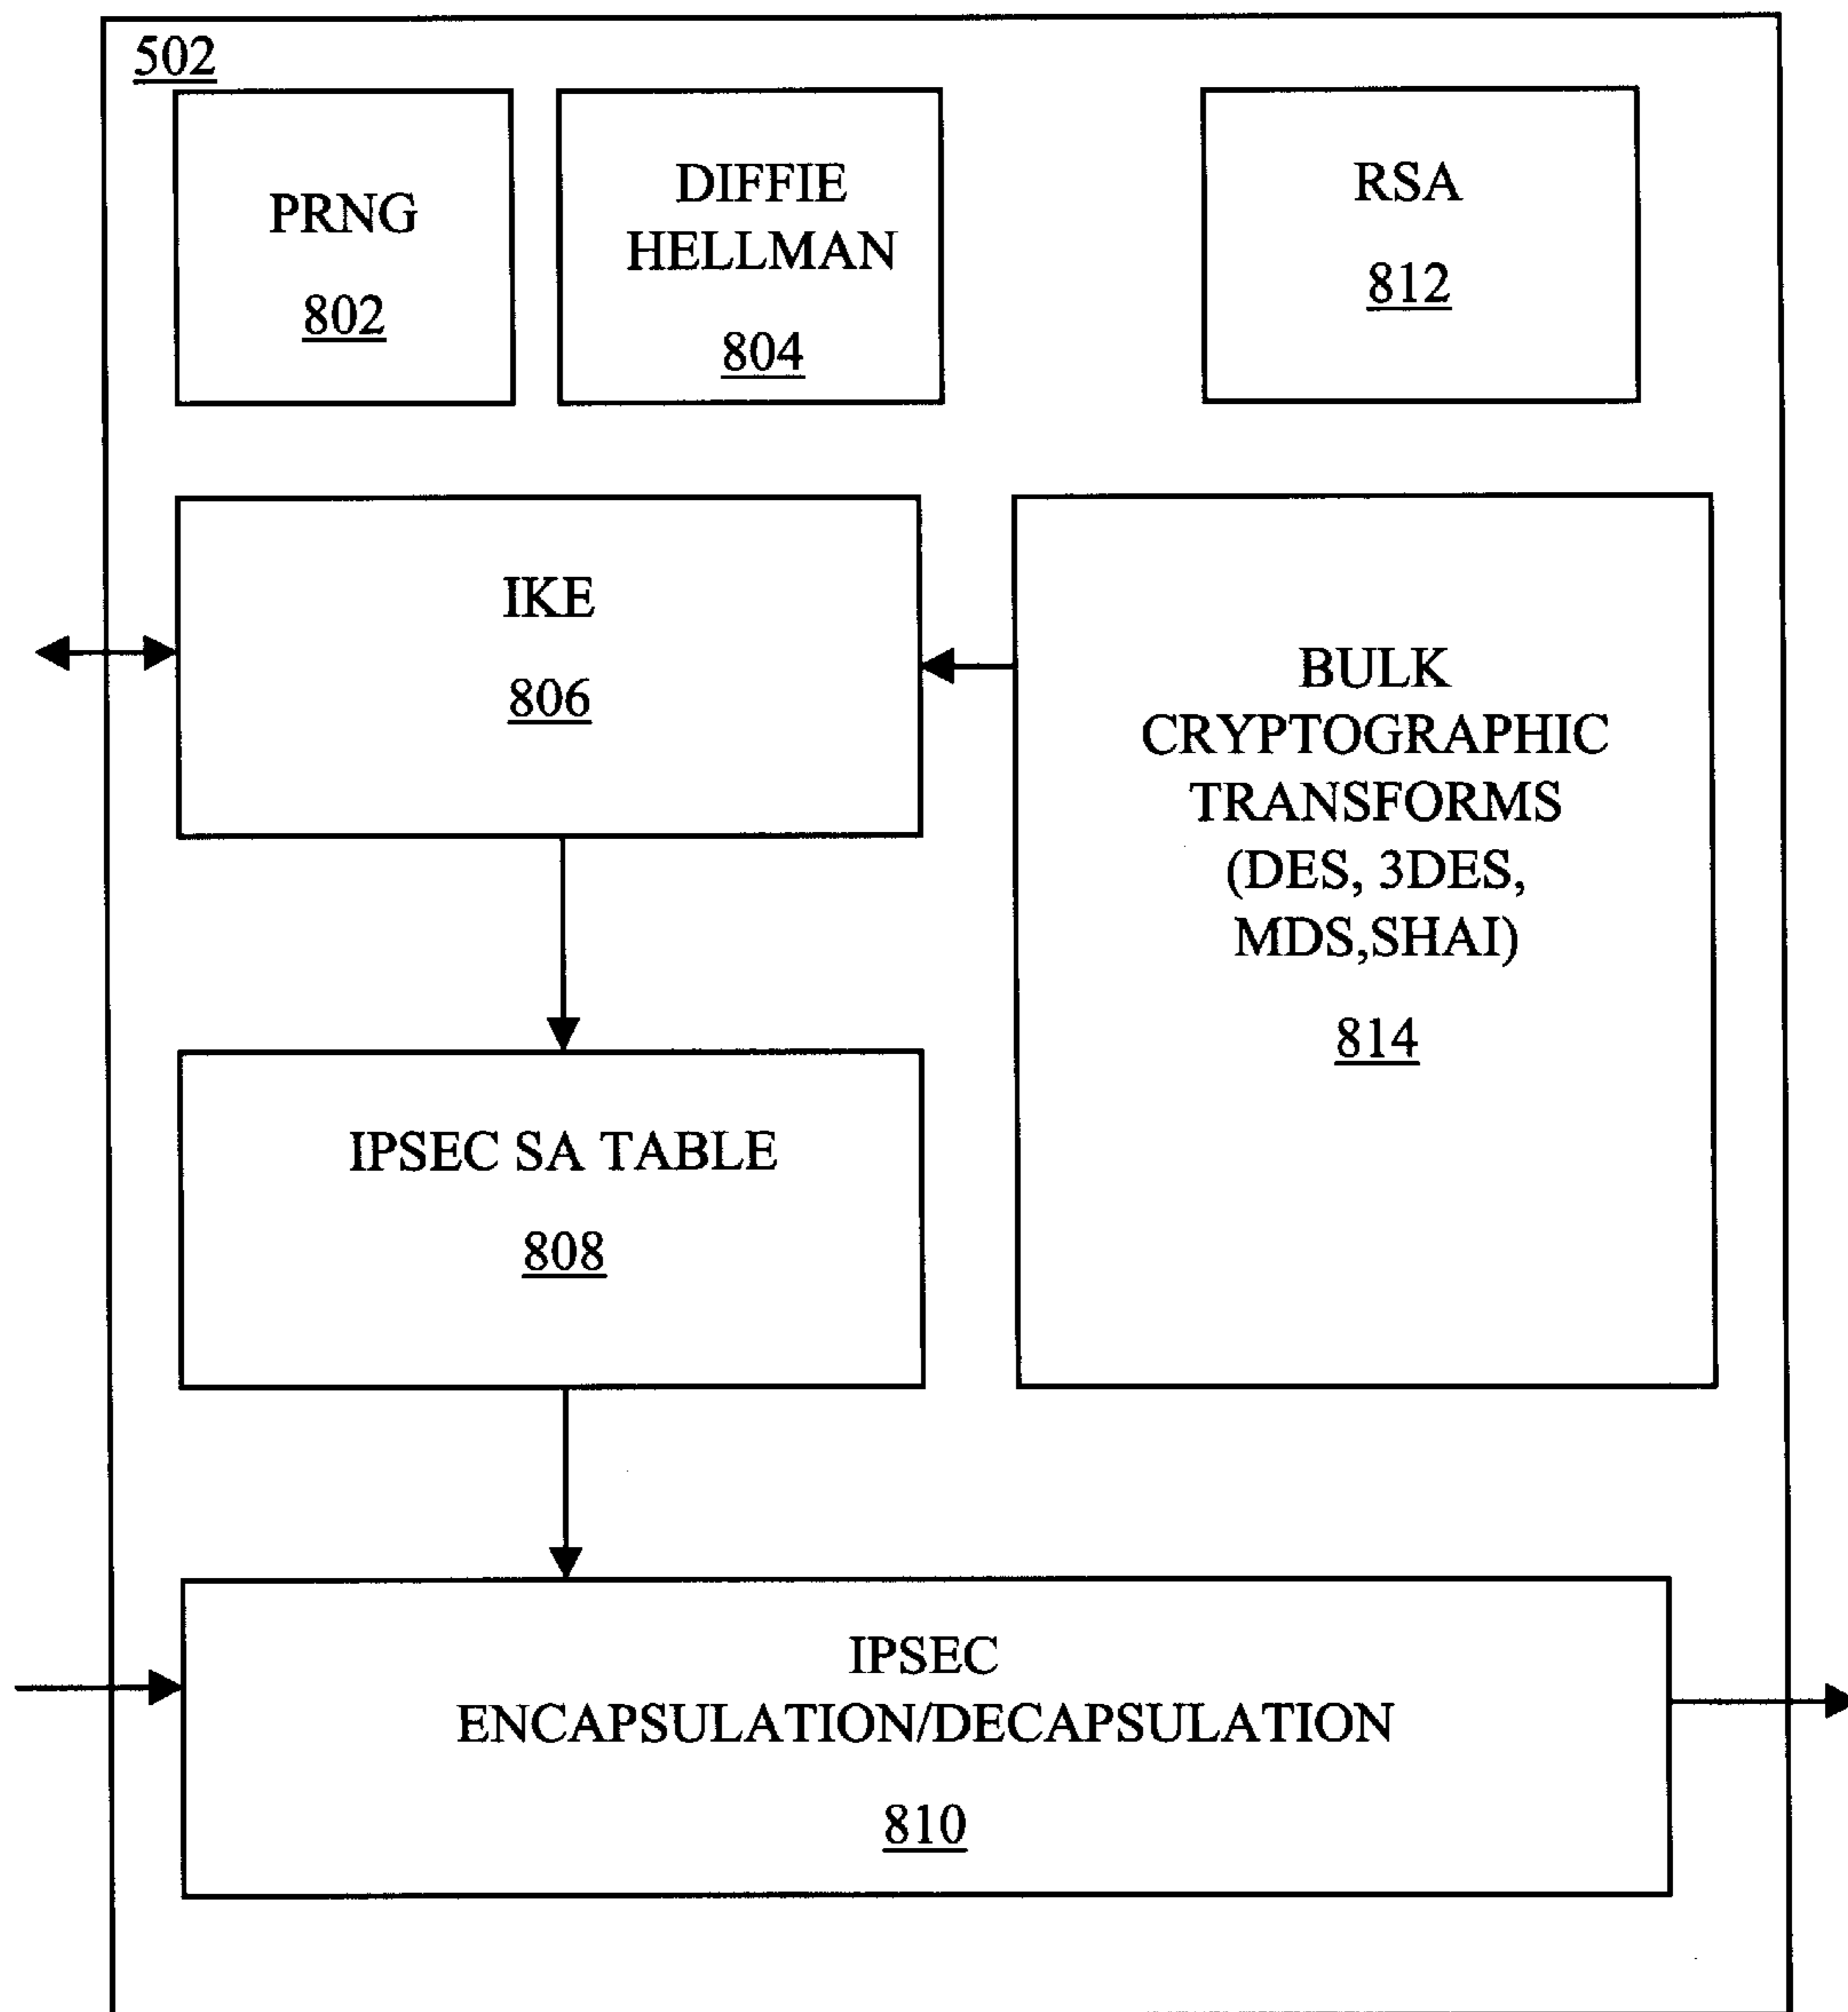 502
PRNG
802
DIFFIE
HELLMAN
804
RSA
812
IKE
806
BULK
CRYPTOGRAPHIC
TRANSFORMS
(DES, 3DES,
MDS,SHAI)
814
IPSEC SA TABLE
808
IPSEC
ENCAPSULATION/DECAPSULATION
810